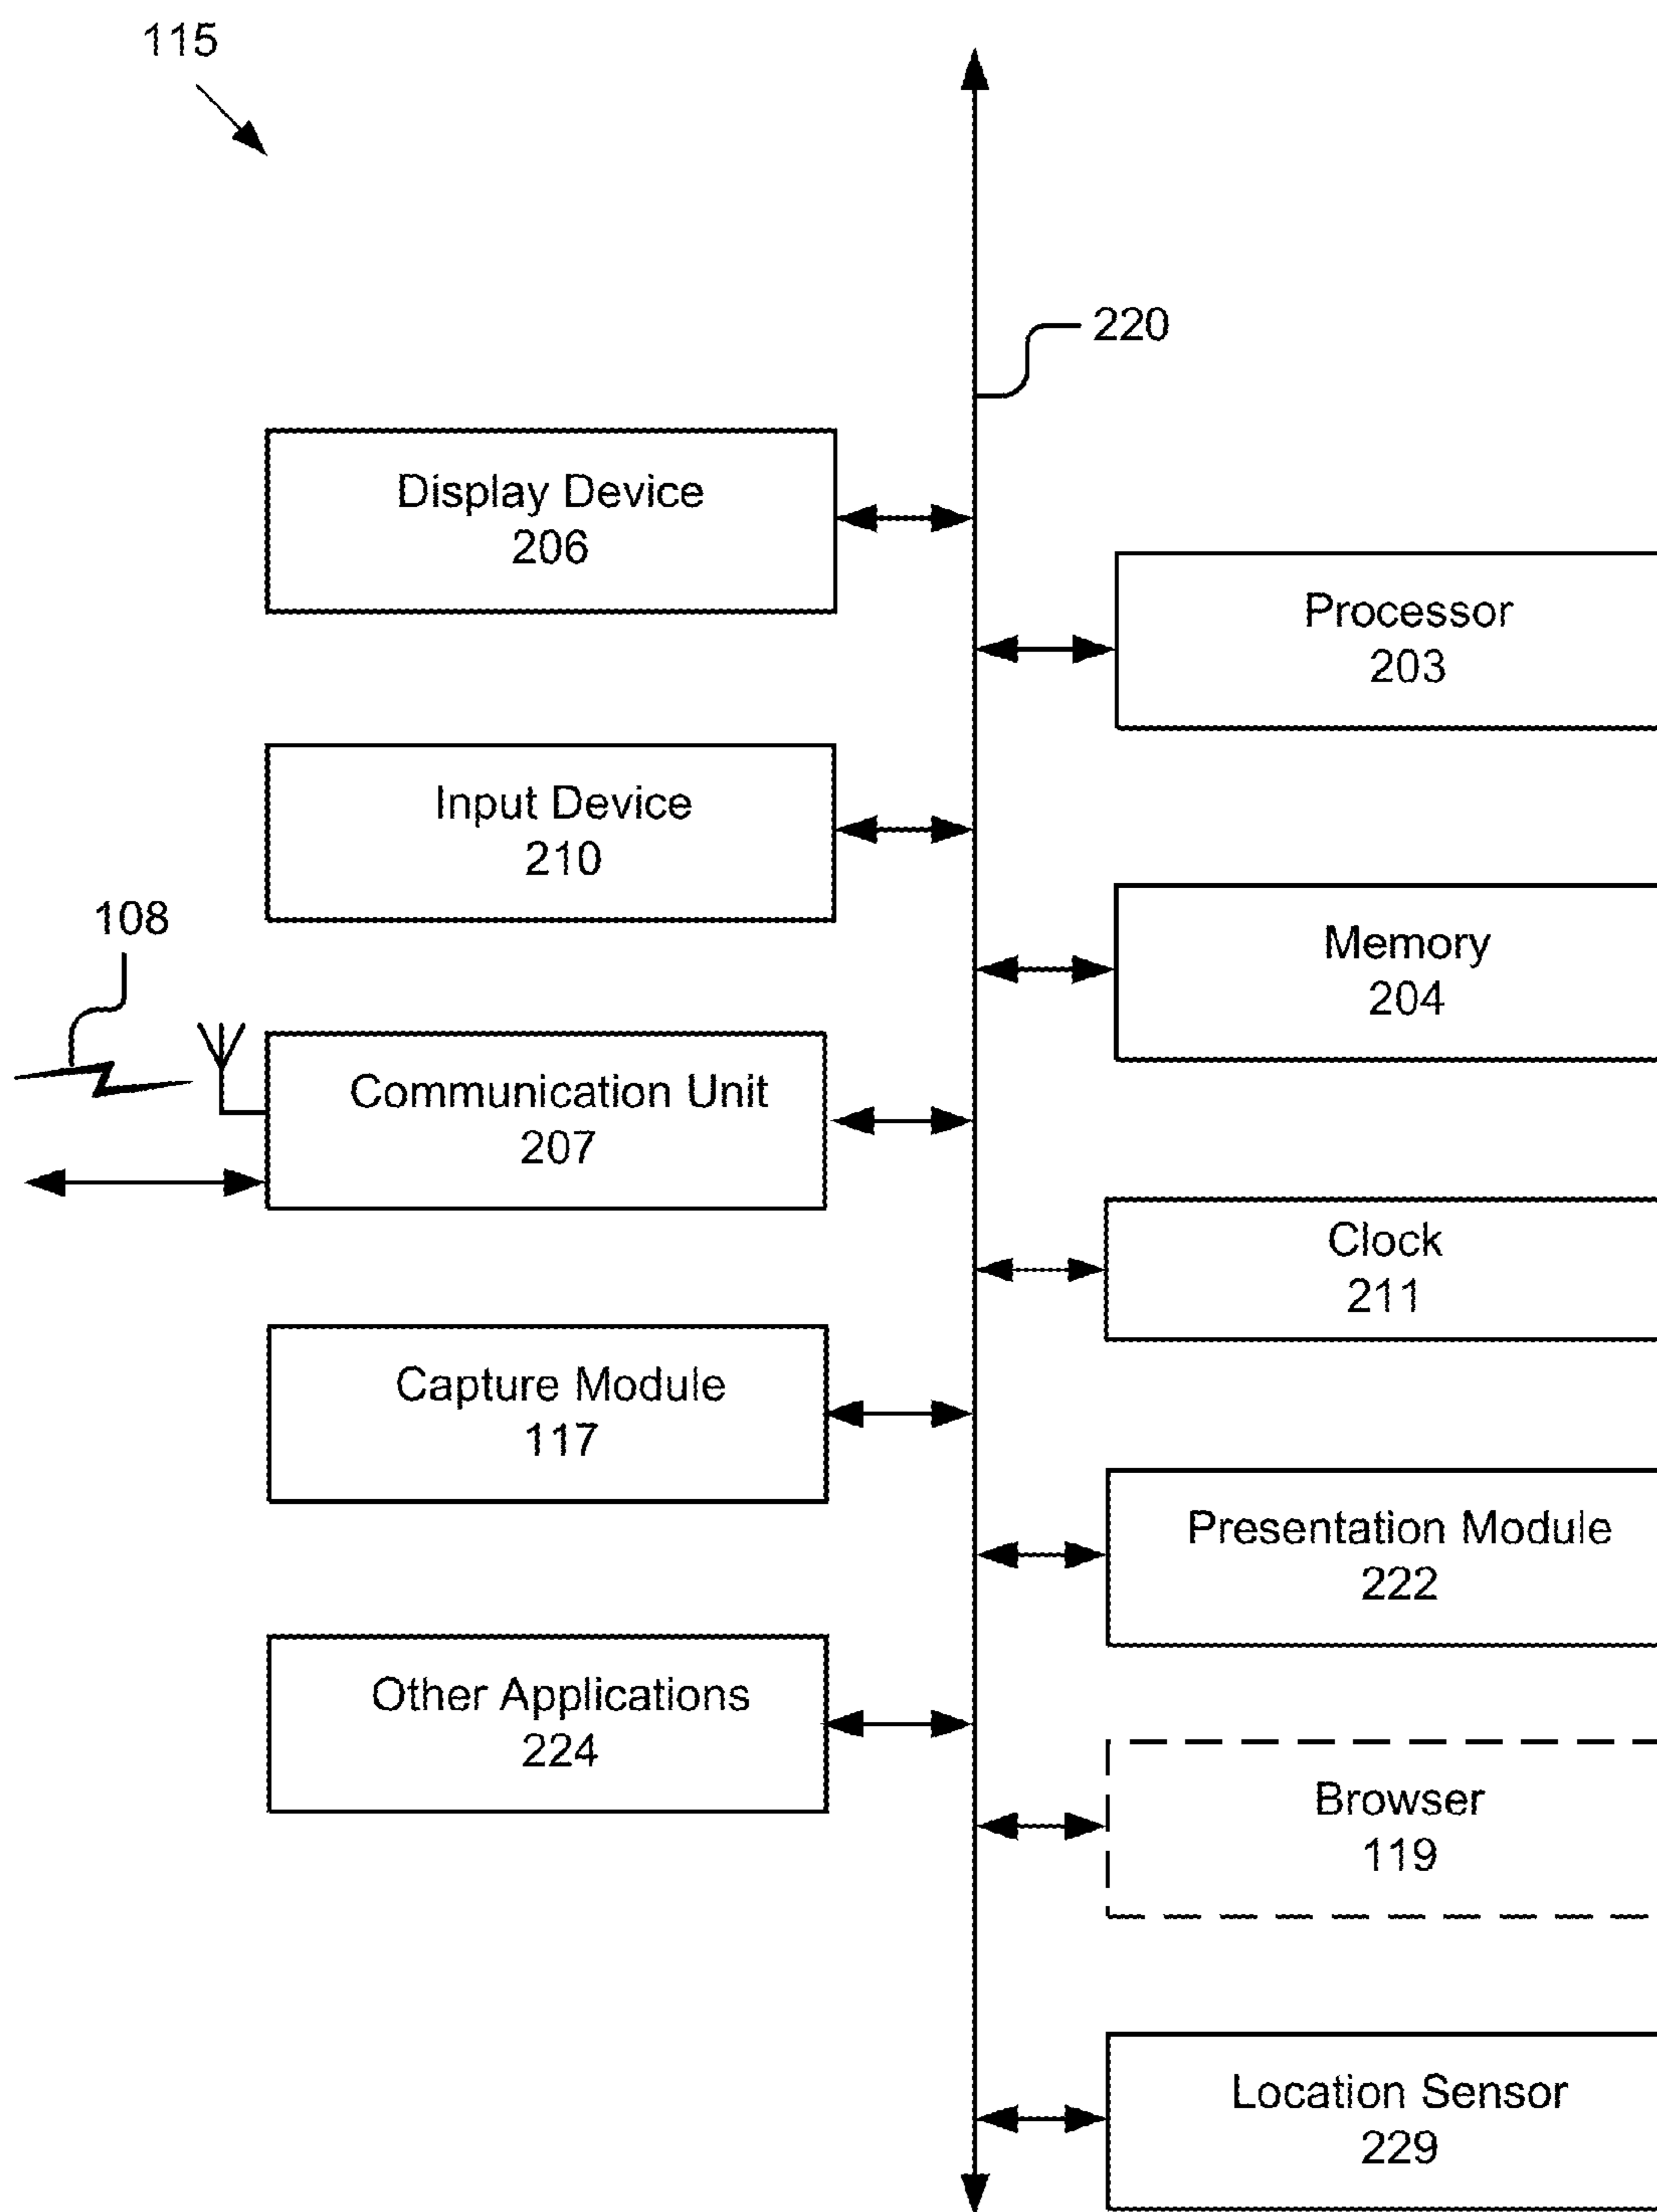 115
220
Display Device
206
Processor
203
Input Device
210
108
Memory
204
Communication Unit
207
Clock
211
Capture Module
117
Presentation Module
222
Other Applications
224
Browser
119
Location Sensor
229